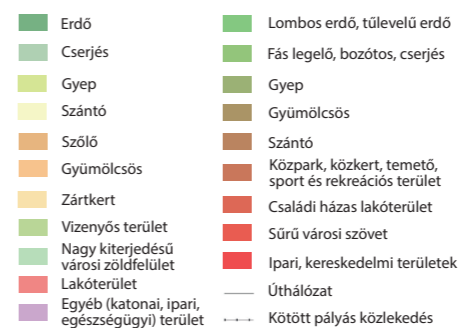 Erdő
Cserjés
Gyep
Szántó
Szőlő
Gyümölcsös
Zártkert
Vizenyős terület
Nagy kiterjedésű
városi zöldfelület
Lakóterület
Egyéb (katonai, ipari,
egészségügyi) terület
Lombos erdő, tűlevelű erdő
Fás legelő, bozótos, cserjés
Gyep
Gyümölcsös
Szántó
Közpark, közkert, temető,
sport és rekreációs terület
Családi házas lakóterület
Sűrű városi szövet
Ipari, kereskedelmi területek
Úthálózat
Kötött pályás közlekedés